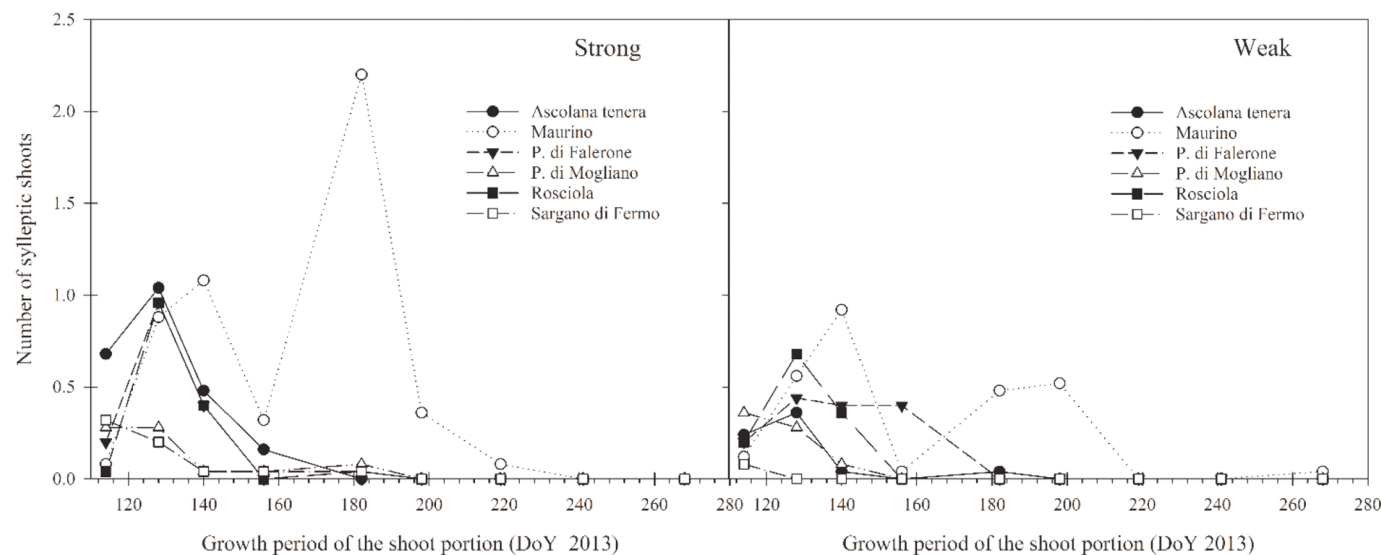 2.5
2.0
1.5
1.0
0.5
0.0
Number of sylleptic shoots
Strong
Ascolana tenera
Maurino
P. di Falerone
P. di Mogliano
Rosciola
Sargano di Fermo
120 140 160 180 200 220 240 260 280
Growth period of the shoot portion (DoY 2013)
Weak
Ascolana tenera
Maurino
P. di Falerone
P. di Mogliano
Rosciola
Sargano di Fermo
120 140 160 180 200 220 240 260 280
Growth period of the shoot portion (DoY 2013)